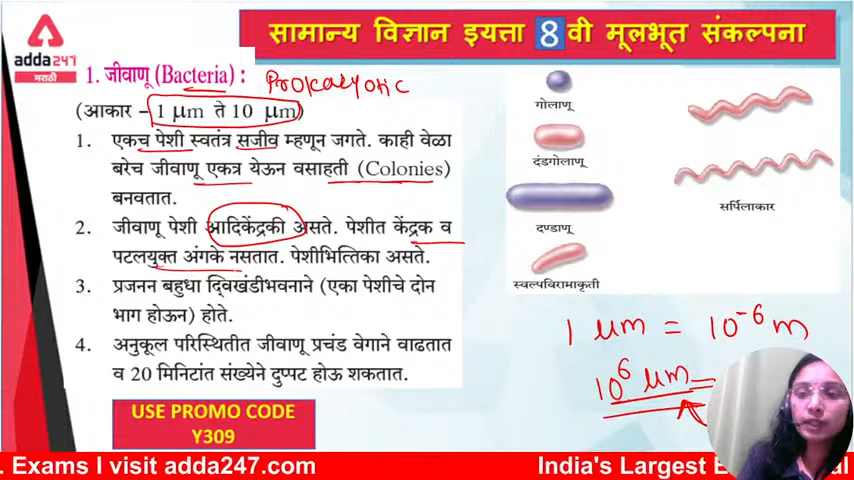 सामान्य विज्ञान इयत्ता 8 वी मूलभूत संकल्पना
adda247
मराठी
1. जीवाणू (Bacteria) : Prokaryotic
(आकार – 1 μm ते 10 μm)
1. एकच पेशी स्वतंत्र सजीव म्हणून जगते. काही वेळा
बरेच जीवाणू एकत्र येऊन वसाहती (Colonies)
बनवतात.
2. जीवाणू पेशी आदिकेंद्रकी असते. पेशीत केंद्रक व
पटलयुक्त अंगके नसतात. पेशीभित्तिका असते.
3. प्रजनन बहुधा द्विखंडीभवनाने (एका पेशीचे दोन
भाग होऊन) होते.
4. अनुकूल परिस्थितीत जीवाणू प्रचंड वेगाने वाढतात
व 20 मिनिटांत संख्येने दुप्पट होऊ शकतात.
गोलाणू
दंडगोलाणू
दण्डाणू
स्वल्पविरामाकृती
सर्पिलाकार
1 μm = 10⁻⁶ m
10⁶ μm =
USE PROMO CODE
Y309
. Exams I visit adda247.com
India's Largest E
al